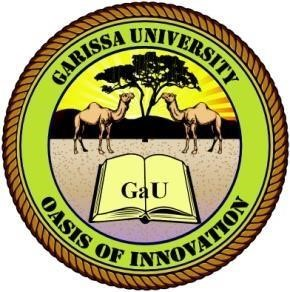 GARISSA UNIVERSITY
GaU
OASIS OF INNOVATION